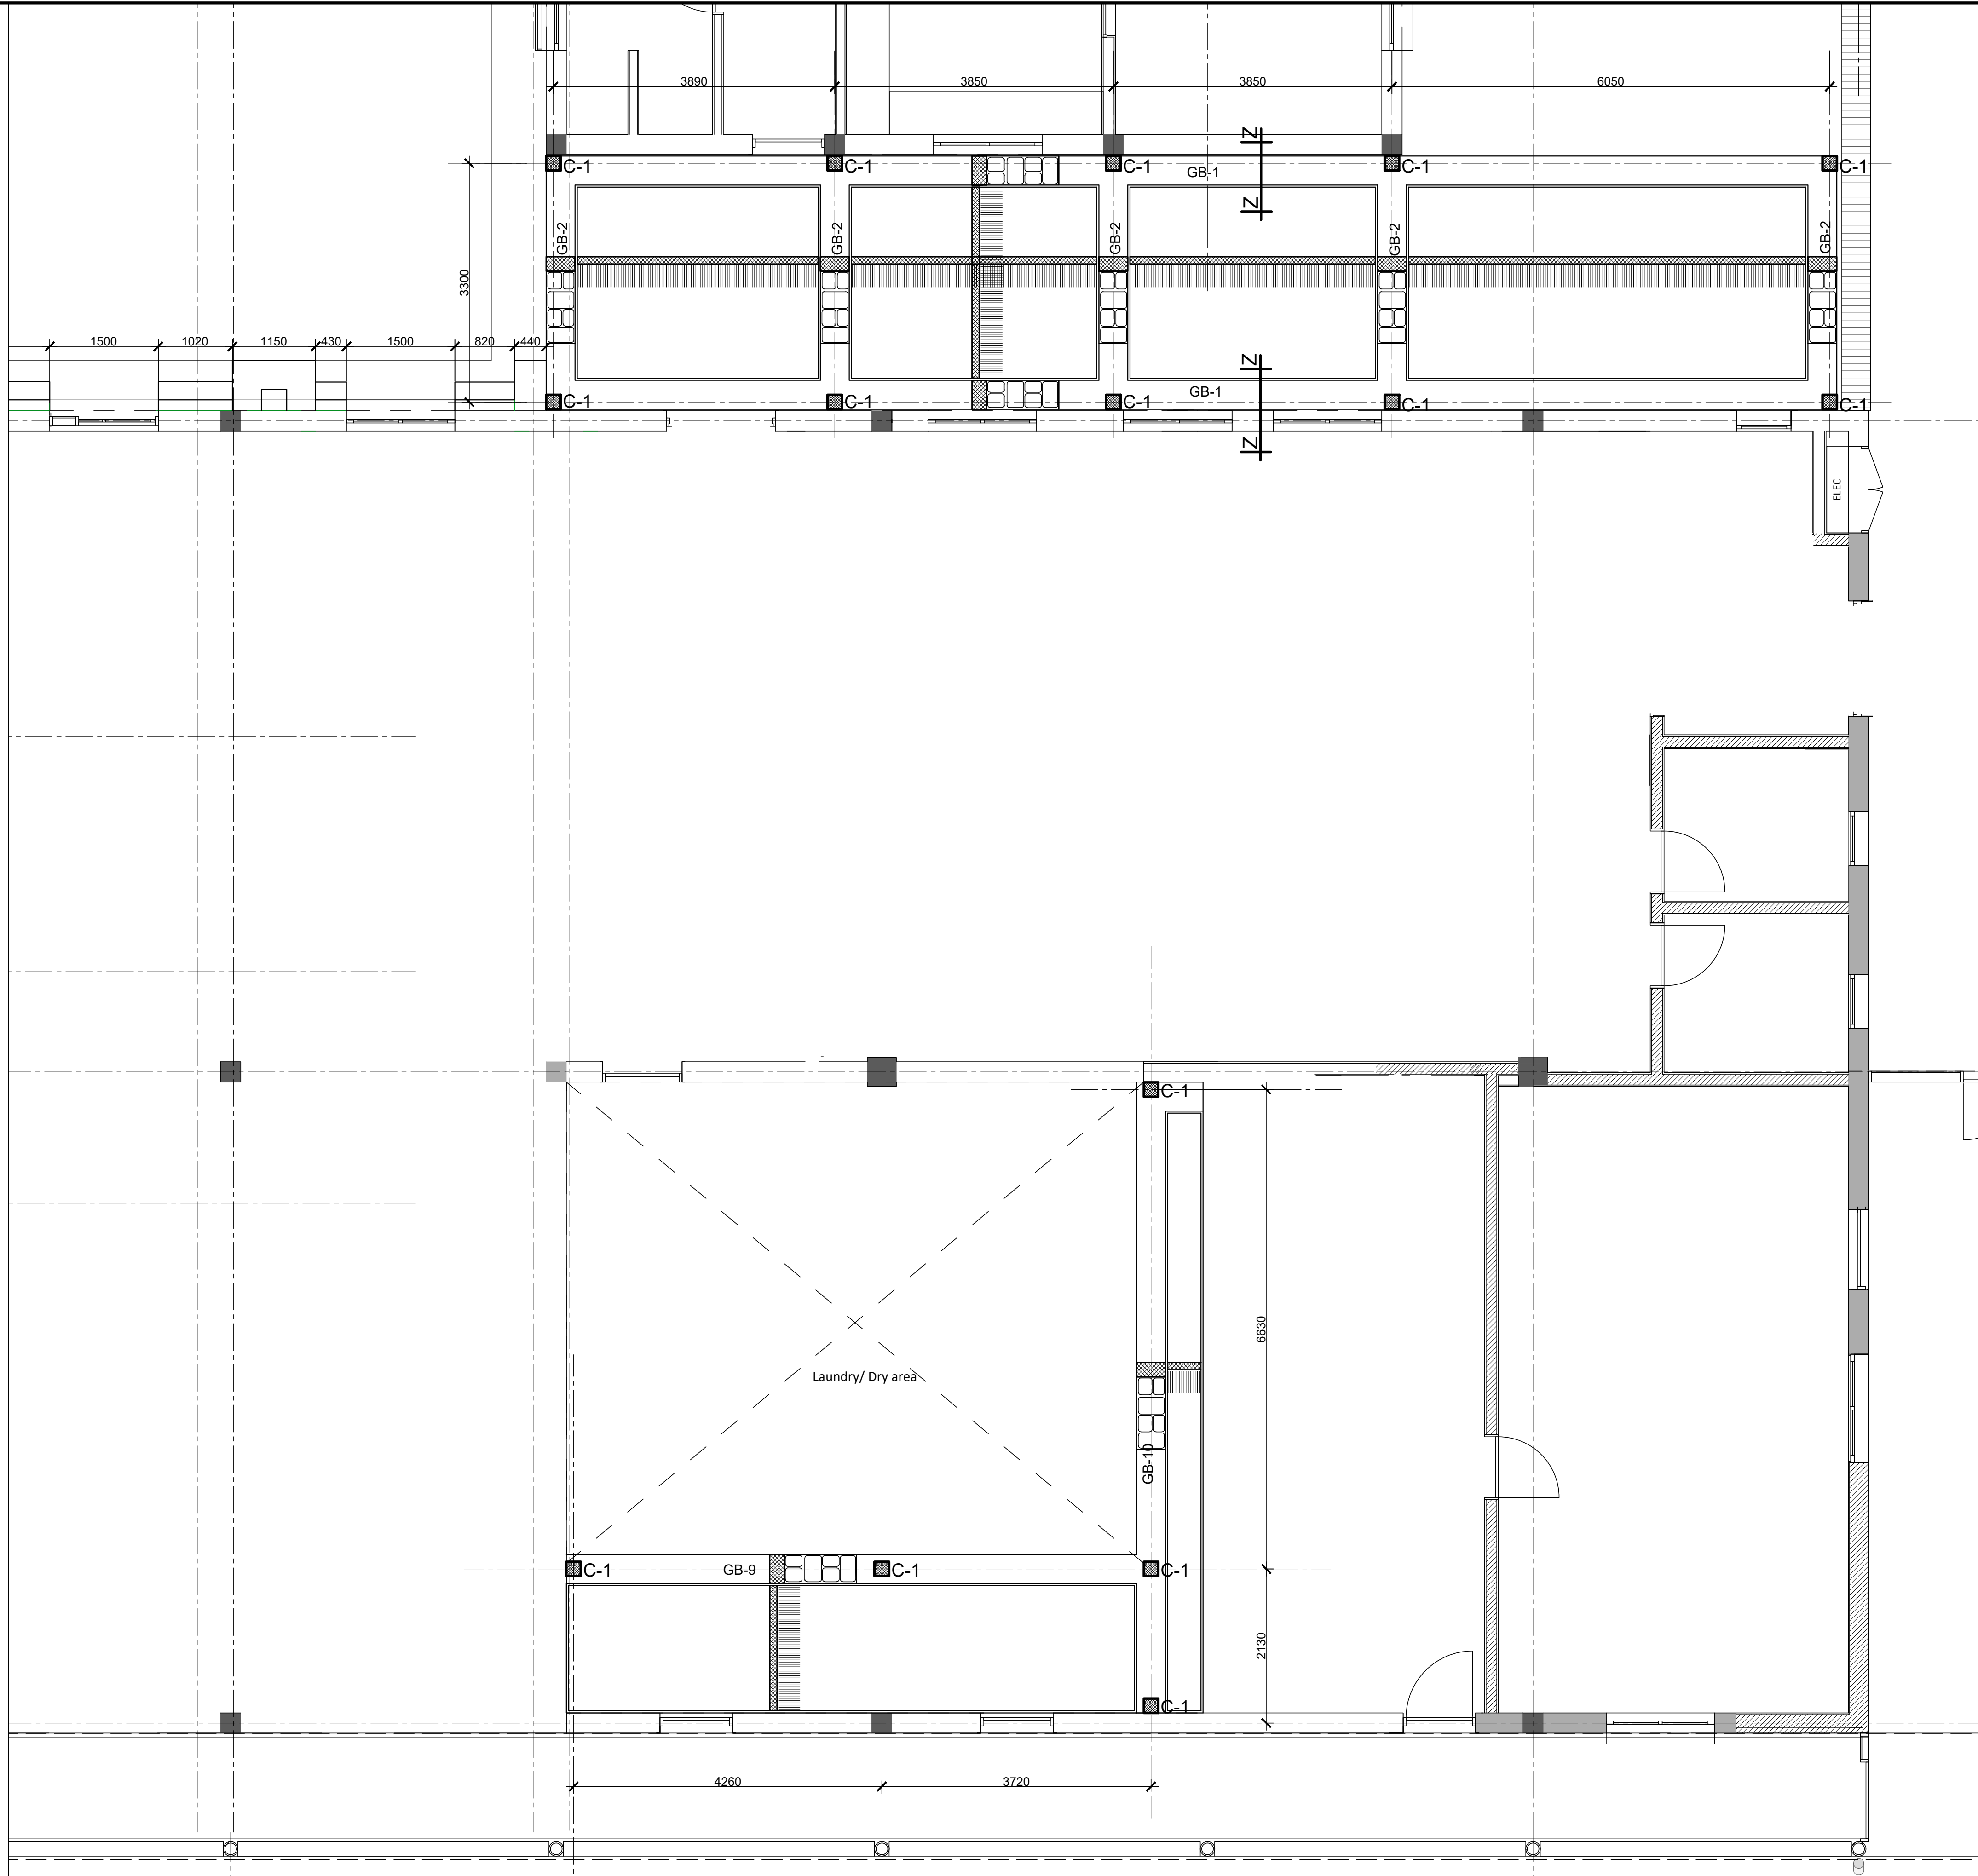 3890 3850 3850 6050
Z
C-1 C-1 C-1 C-1 C-1
GB-1
Z
GB-2 GB-2 GB-2 GB-2 GB-2
3300
1500 1020 1150 430 1500 820 440
Z
GB-1
C-1 C-1 C-1 C-1 C-1
Z
ELEC
C-1
6630
Laundry/ Dry area
GB-10
C-1 GB-9 C-1 C-1
2130
C-1
4260 3720